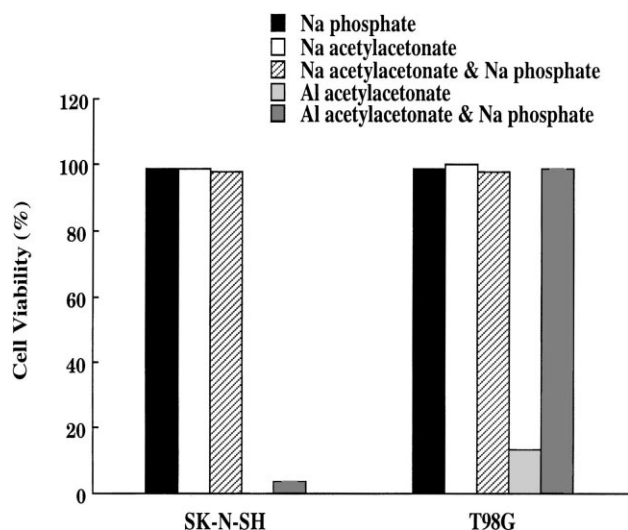 Na phosphate
Na acetylacetonate
Na acetylacetonate & Na phosphate
Al acetylacetonate
Al acetylacetonate & Na phosphate
120
100
80
60
40
20
0
Cell Viability (%)
SK-N-SH
T98G